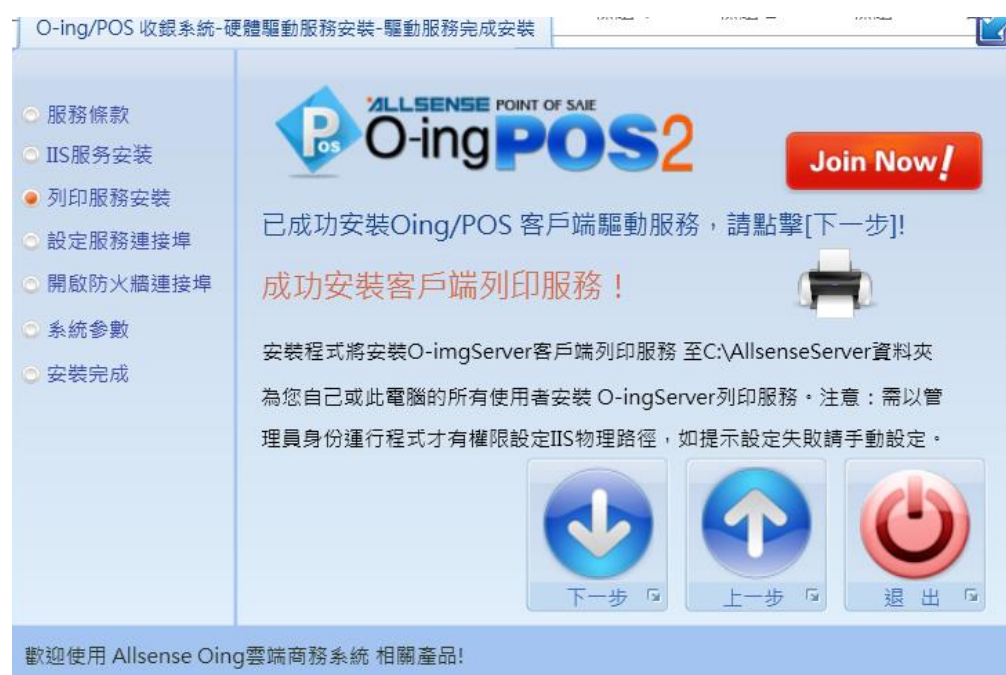 O-ing/POS 收銀系統-硬體驅動服務安裝-驅動服務完成安裝
服務條款
IIS服务安装
列印服務安裝
設定服務連接埠
開啟防火牆連接埠
系統參數
安裝完成
ALLSENSE POINT OF SAIE
Pos
O-ing POS2
Join Now!
已成功安裝Oing/POS 客戶端驅動服務，請點擊[下一步]!
成功安裝客戶端列印服務！
安裝程式將安裝O-imgServer客戶端列印服務 至C:\AllsenseServer資料夾
為您自己或此電腦的所有使用者安裝 O-ingServer列印服務。注意：需以管
理員身份運行程式才有權限設定IIS物理路徑，如提示設定失敗請手動設定。
下一步
上一步
退 出
歡迎使用 Allsense Oing雲端商務系統 相關產品!